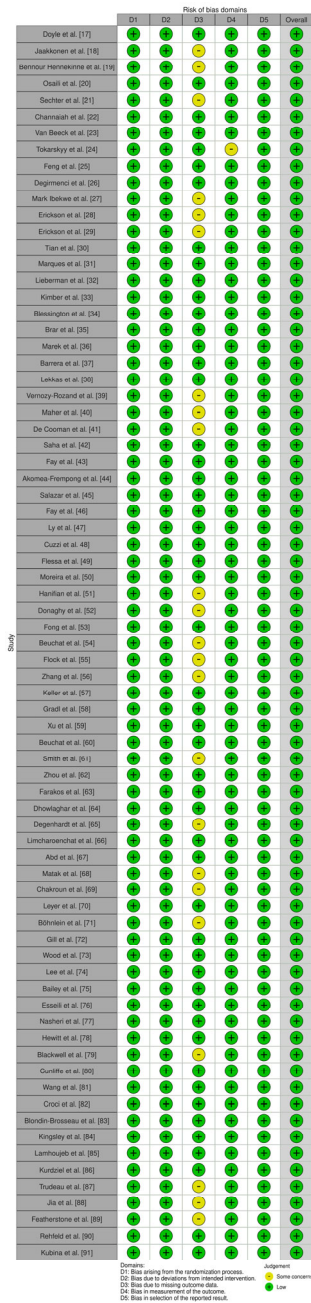 Risk of bias domains
D1 D2 D3 D4 D5 Overall
Study
Doyle et al. [17] + + + + + +
Jaakkonen et al. [18] + + - + + +
Bennour Hennekinne et al. [19] + + - + + +
Osaili et al. [20] + + + + + +
Sechter et al. [21] + + - + + +
Channaiah et al. [22] + + + + + +
Van Beeck et al. [23] + + + + + +
Tokarskyy et al. [24] + + + - + +
Feng et al. [25] + + + + + +
Degirmenci et al. [26] + + + + + +
Mark Ibekwe et al. [27] + + - + + +
Erickson et al. [28] + + - + + +
Erickson et al. [29] + + - + + +
Tian et al. [30] + + + + + +
Marques et al. [31] + + + + + +
Lieberman et al. [32] + + + + + +
Kimber et al. [33] + + + + + +
Blessington et al. [34] + + + + + +
Brar et al. [35] + + + + + +
Marek et al. [36] + + + + + +
Barrera et al. [37] + + + + + +
Lekkas et al. [38] + + + + + +
Vernozy-Rozand et al. [39] + + - + + +
Maher et al. [40] + + - + + +
De Cooman et al. [41] + + - + + +
Saha et al. [42] + + + + + +
Fay et al. [43] + + + + + +
Akomea-Frempong et al. [44] + + + + + +
Salazar et al. [45] + + + + + +
Fay et al. [46] + + + + + +
Ly et al. [47] + + + + + +
Cuzzi et al. 48] + + + + + +
Flessa et al. [49] + + + + + +
Moreira et al. [50] + + + + + +
Hanifian et al. [51] + + - + + +
Donaghy et al. [52] + + - + + +
Fong et al. [53] + + + + + +
Beuchat et al. [54] + + - + + +
Flock et al. [55] + + - + + +
Zhang et al. [56] + + - + + +
Keller et al. [57] + + + + + +
Gradl et al. [58] + + + + + +
Xu et al. [59] + + + + + +
Beuchat et al. [60] + + + + + +
Smith et al. [61] + + - + + +
Zhou et al. [62] + + + + + +
Farakos et al. [63] + + + + + +
Dhowlaghar et al. [64] + + + + + +
Degenhardt et al. [65] + + - + + +
Limcharoenchat et al. [66] + + + + + +
Abd et al. [67] + + + + + +
Matak et al. [68] + + - + + +
Chakroun et al. [69] + + - + + +
Leyer et al. [70] + + + + + +
Böhnlein et al. [71] + + - + + +
Gill et al. [72] + + + + + +
Wood et al. [73] + + + + + +
Lee et al. [74] + + + + + +
Bailey et al. [75] + + + + + +
Esseili et al. [76] + + + + + +
Nasheri et al. [77] + + + + + +
Hewitt et al. [78] + + + + + +
Blackwell et al. [79] + + - + + +
Cunliffe et al. [80] + + + + + +
Wang et al. [81] + + + + + +
Croci et al. [82] + + + + + +
Blondin-Brosseau et al. [83] + + + + + +
Kingsley et al. [84] + + + + + +
Lamhoujeb et al. [85] + + + + + +
Kurdziel et al. [86] + + + + + +
Trudeau et al. [87] + + - + + +
Jia et al. [88] + + - + + +
Featherstone et al. [89] + + - + + +
Rehfeld et al. [90] + + + + + +
Kubina et al. [91] + + + + + +
Domains:
D1: Bias arising from the randomization process.
D2: Bias due to deviations from intended intervention.
D3: Bias due to missing outcome data.
D4: Bias in measurement of the outcome.
D5: Bias in selection of the reported result.
Judgement
- Some concerns
+ Low